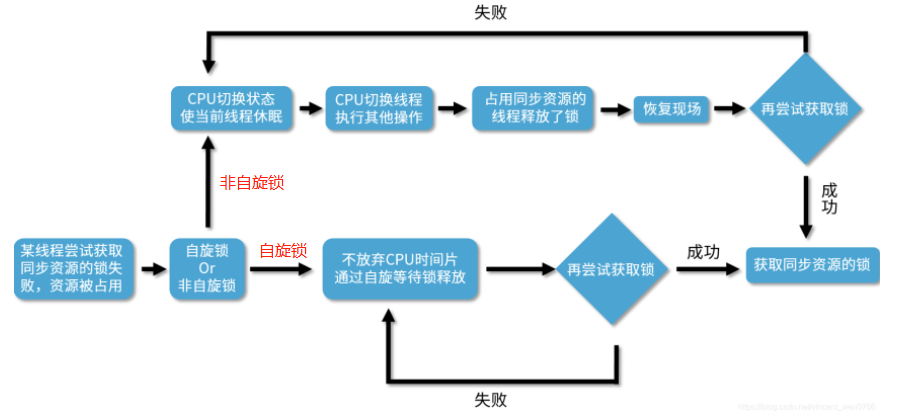 失败
CPU切换状态
使当前线程休眠
CPU切换线程
执行其他操作
占用同步资源的
线程释放了锁
恢复现场
再尝试获取锁
非自旋锁
成
功
某线程尝试获取
同步资源的锁失
败，资源被占用
自旋锁
Or
非自旋锁
自旋锁
不放弃CPU时间片
通过自旋等待锁释放
再尝试获取锁
成功
获取同步资源的锁
失败